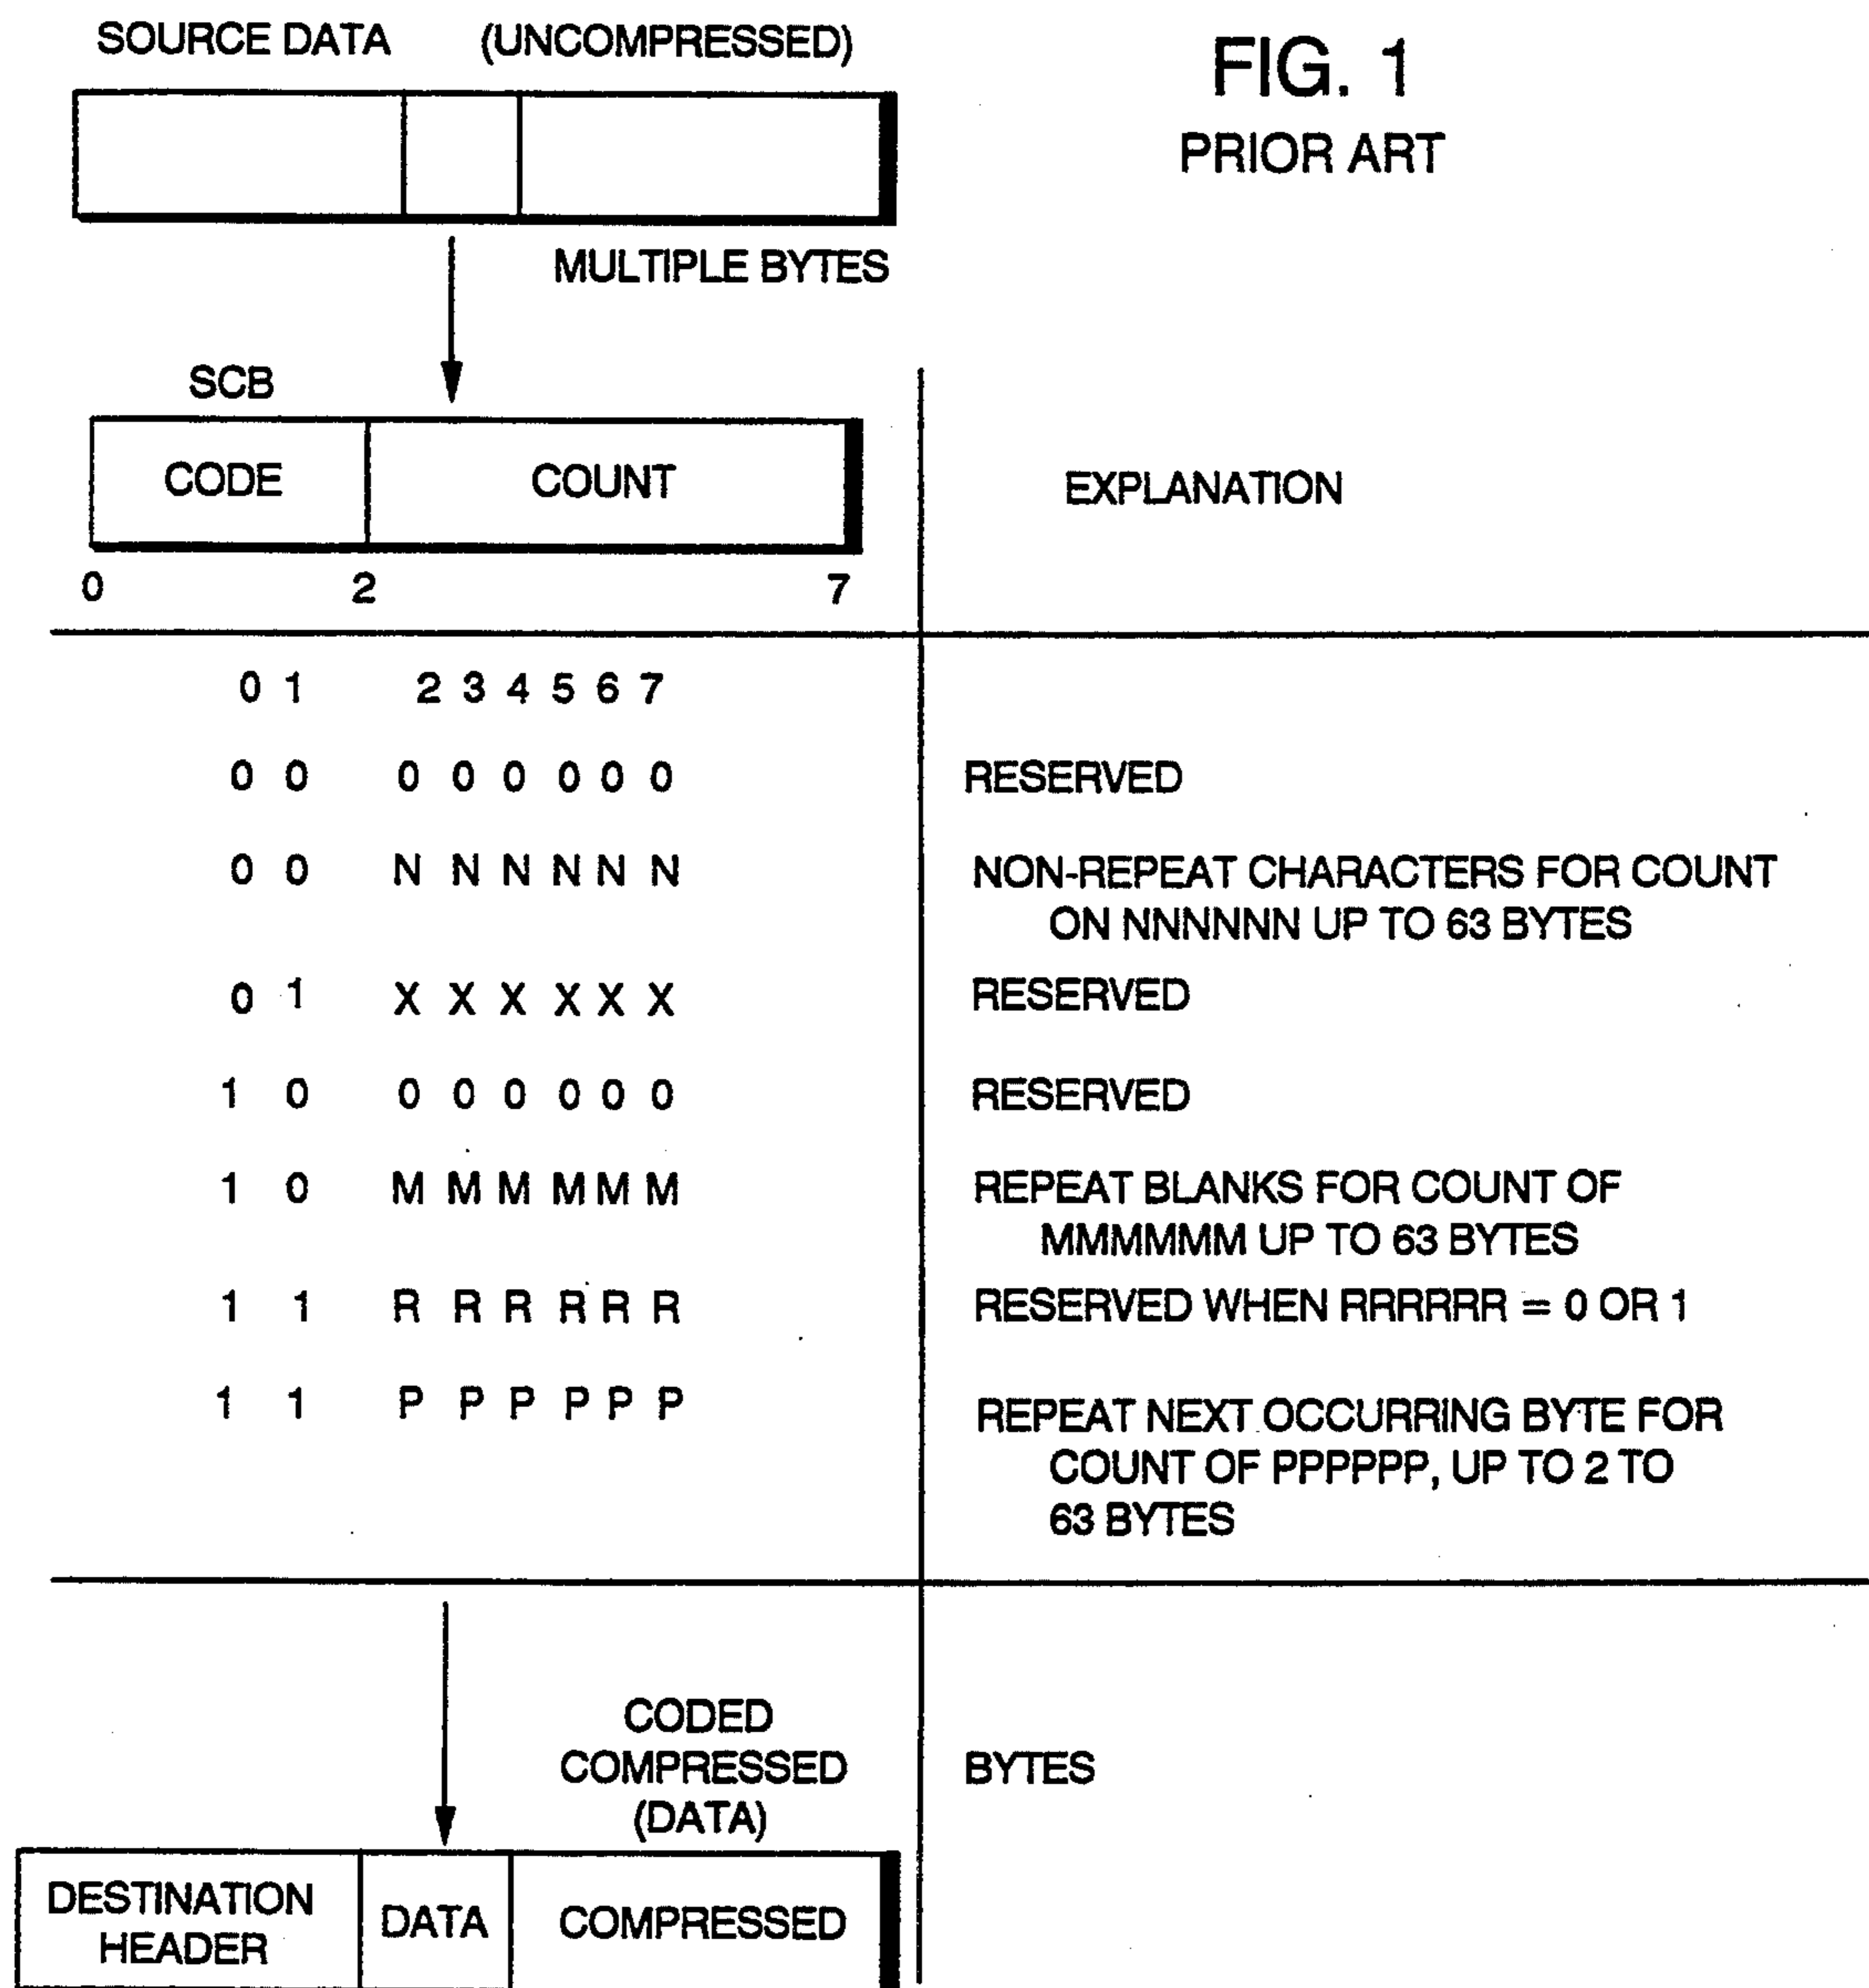 SOURCE DATA (UNCOMPRESSED)
FIG. 1
PRIOR ART
MULTIPLE BYTES
SCB
CODE COUNT
EXPLANATION
0 2 7
0 1 2 3 4 5 6 7
0 0 0 0 0 0 0 0 RESERVED
0 0 N N N N N N NON-REPEAT CHARACTERS FOR COUNT
ON NNNNNN UP TO 63 BYTES
0 1 X X X X X X RESERVED
1 0 0 0 0 0 0 0 RESERVED
1 0 M M M M M M REPEAT BLANKS FOR COUNT OF
MMMMMM UP TO 63 BYTES
1 1 R R R R R R RESERVED WHEN RRRRRR = 0 OR 1
1 1 P P P P P P REPEAT NEXT OCCURRING BYTE FOR
COUNT OF PPPPPP, UP TO 2 TO
63 BYTES
CODED
COMPRESSED
(DATA)
BYTES
DESTINATION
HEADER
DATA
COMPRESSED